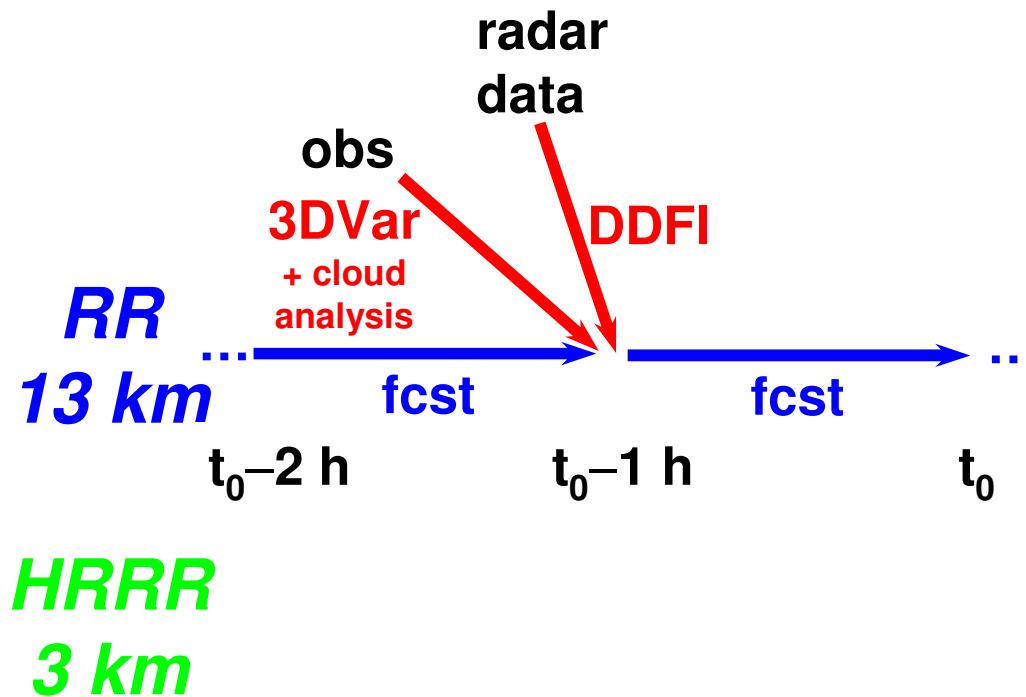 radar
data
obs
3DVar
DDFI
+ cloud
analysis
RR
13 km
...
..
fcst
fcst
t₀–2 h
t₀–1 h
t₀
HRRR
3 km